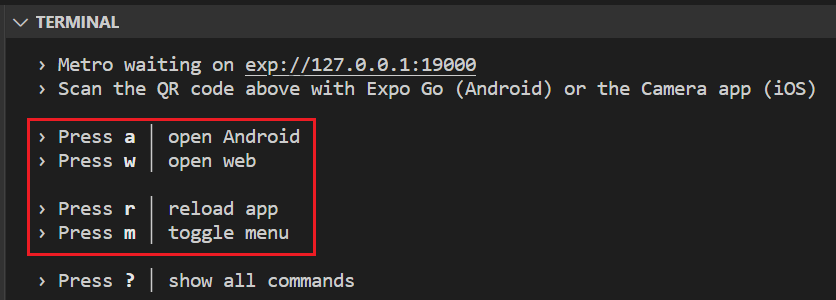 TERMINAL
› Metro waiting on exp://127.0.0.1:19000
› Scan the QR code above with Expo Go (Android) or the Camera app (iOS)
› Press a │ open Android
› Press w │ open web
› Press r │ reload app
› Press m │ toggle menu
› Press ? │ show all commands